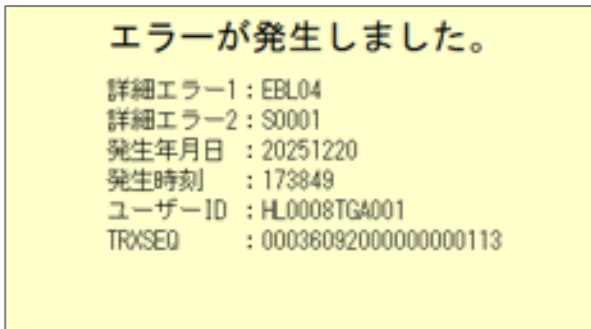 エラーが発生しました。
詳細エラー1：EBL04
詳細エラー2：S0001
発生年月日 ：20251220
発生時刻 ：173849
ユーザーID ：HL0008TGA001
TRXSEQ ：00036092000000000113